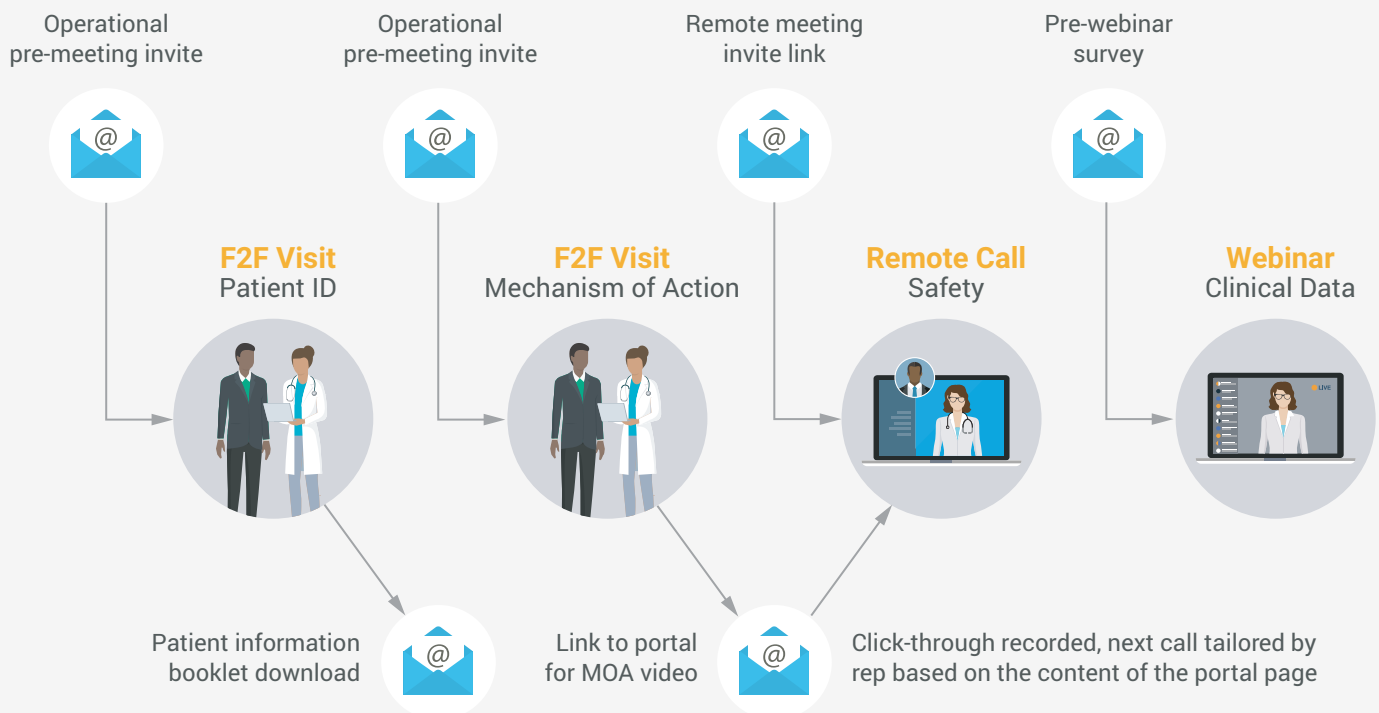 Operational
pre-meeting invite
Operational
pre-meeting invite
Remote meeting
invite link
Pre-webinar
survey
@
@
@
@
F2F Visit
Patient ID
F2F Visit
Mechanism of Action
Remote Call
Safety
Webinar
Clinical Data
LIVE
Patient information
booklet download
@
Link to portal
for MOA video
@
Click-through recorded, next call tailored by
rep based on the content of the portal page